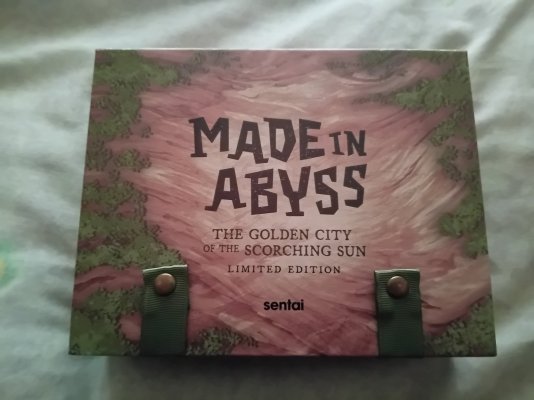 MADE IN
ABYSS
THE GOLDEN CITY
OF THE SCORCHING SUN
LIMITED EDITION
sentai